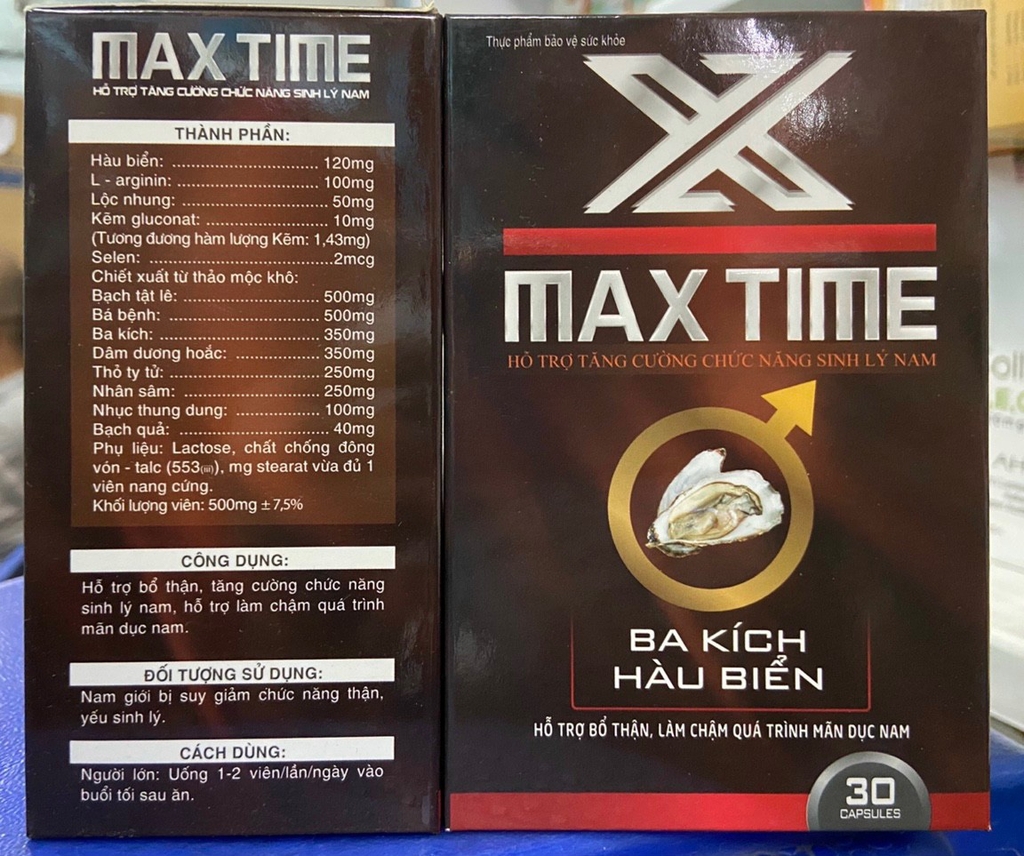 MAX TIME
HỖ TRỢ TĂNG CƯỜNG CHỨC NĂNG SINH LÝ NAM
THÀNH PHẦN:
Hàu biển: ............................ 120mg
L - arginin: ........................... 100mg
Lộc nhung: ........................... 50mg
Kẽm gluconat: ....................... 10mg
(Tương đương hàm lượng Kẽm: 1,43mg)
Selen: ..................................2mcg
Chiết xuất từ thảo mộc khô:
Bạch tật lê: ......................... 500mg
Bá bệnh: ............................. 500mg
Ba kích: .............................. 350mg
Dâm dương hoắc: ................ 350mg
Thỏ ty tử: ............................ 250mg
Nhân sâm: .......................... 250mg
Nhục thung dung: ................ 100mg
Bạch quả: ............................ 40mg
Phụ liệu: Lactose, chất chống đông
vón - talc (553(iii)), mg stearat vừa đủ 1
viên nang cứng.
Khối lượng viên: 500mg ± 7,5%
CÔNG DỤNG:
Hỗ trợ bổ thận, tăng cường chức năng
sinh lý nam, hỗ trợ làm chậm quá trình
mãn dục nam.
ĐỐI TƯỢNG SỬ DỤNG:
Nam giới bị suy giảm chức năng thận,
yếu sinh lý.
CÁCH DÙNG:
Người lớn: Uống 1-2 viên/lần/ngày vào
buổi tối sau ăn.
Thực phẩm bảo vệ sức khỏe
MAX TIME
HỖ TRỢ TĂNG CƯỜNG CHỨC NĂNG SINH LÝ NAM
BA KÍCH
HÀU BIỂN
HỖ TRỢ BỔ THẬN, LÀM CHẬM QUÁ TRÌNH MÃN DỤC NAM
30
CAPSULES